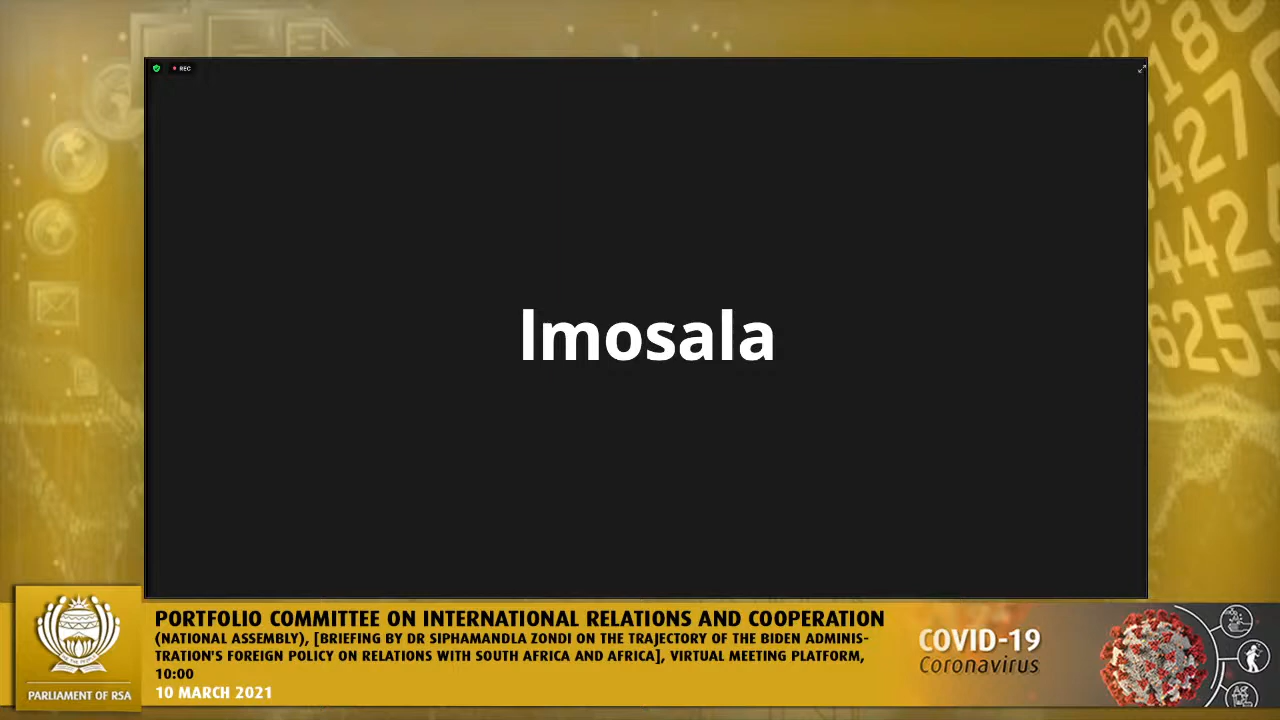 REC
lmosala
PORTFOLIO COMMITTEE ON INTERNATIONAL RELATIONS AND COOPERATION
(NATIONAL ASSEMBLY), [BRIEFING BY DR SIPHAMANDLA ZONDI ON THE TRAJECTORY OF THE BIDEN ADMINIS-
TRATION'S FOREIGN POLICY ON RELATIONS WITH SOUTH AFRICA AND AFRICA], VIRTUAL MEETING PLATFORM,
10:00
10 MARCH 2021
PARLIAMENT OF RSA
COVID-19
Coronavirus